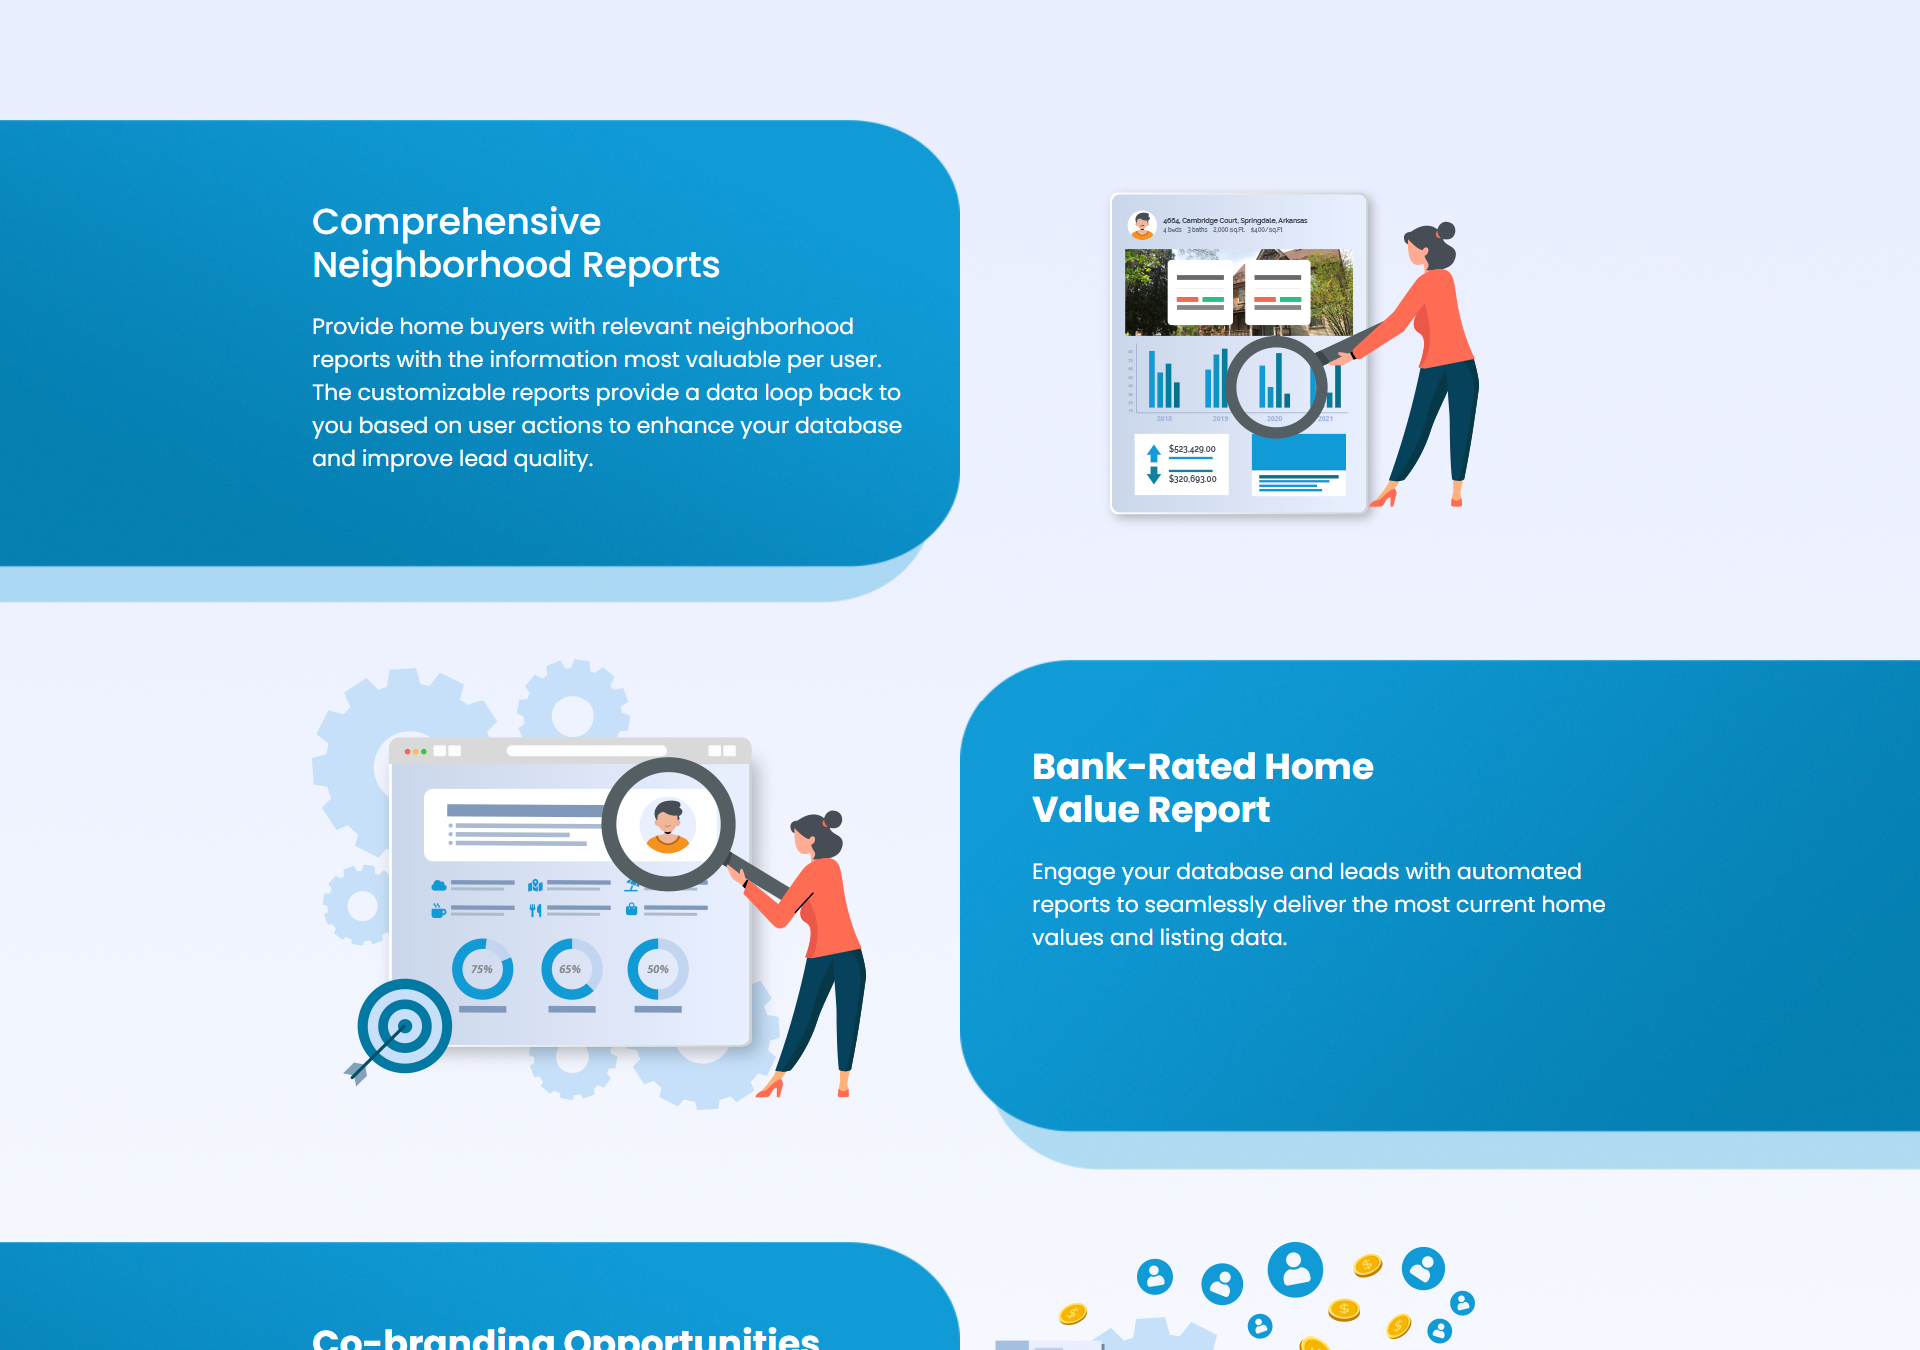 Comprehensive
Neighborhood Reports
Provide home buyers with relevant neighborhood
reports with the information most valuable per user.
The customizable reports provide a data loop back to
you based on user actions to enhance your database
and improve lead quality.
4664, Cambridge Court, Springdale, Arkansas
4 beds 3 baths 2,000 sq.Ft. $400/sq.Ft
2018 2019 2020 2021
$523,429.00
$320,693.00
75% 65% 50%
Bank-Rated Home
Value Report
Engage your database and leads with automated
reports to seamlessly deliver the most current home
values and listing data.
Co-branding Opportunities